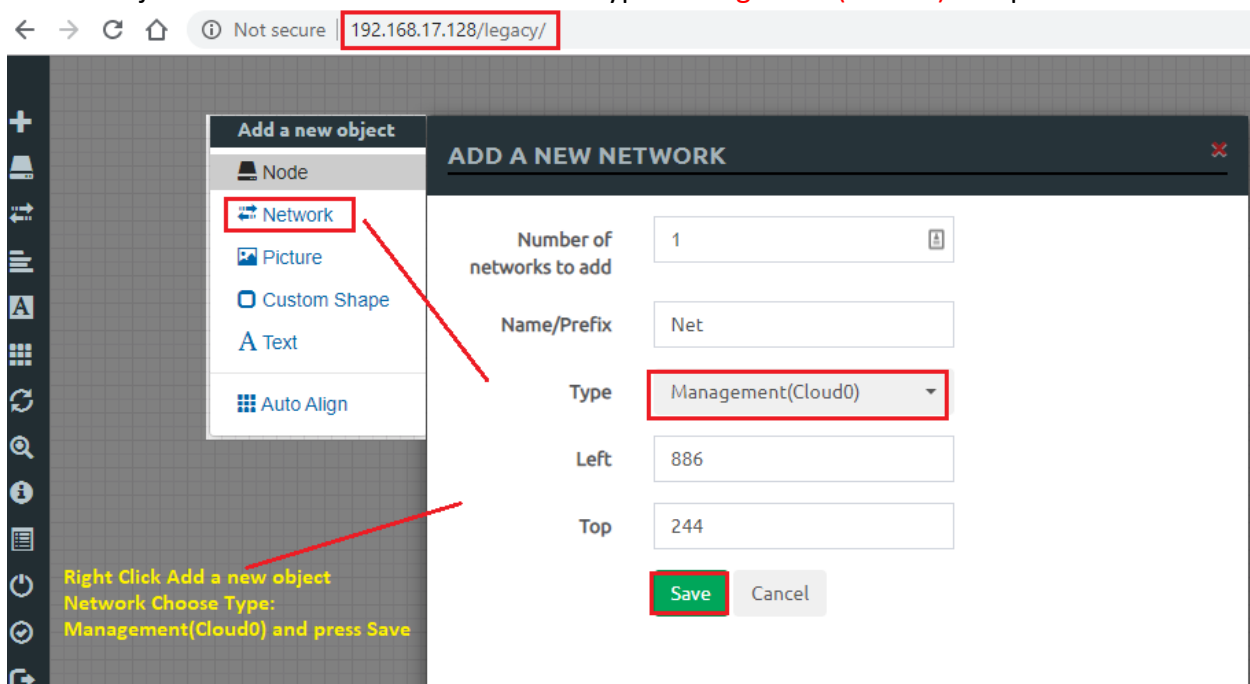 Not secure | 192.168.17.128/legacy/
Add a new object
Node
Network
Picture
Custom Shape
A Text
Auto Align
ADD A NEW NETWORK
Number of
networks to add
1
Name/Prefix
Net
Type
Management(Cloud0)
Left
886
Top
244
Save
Cancel
Right Click Add a new object
Network Choose Type:
Management(Cloud0) and press Save